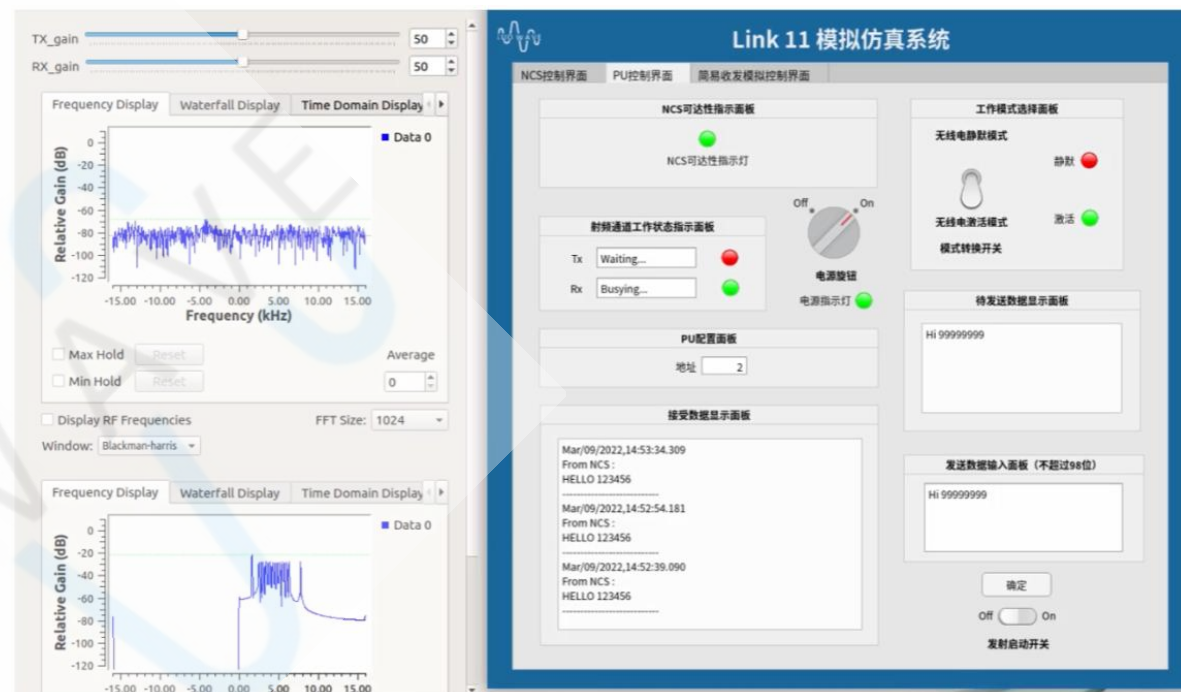 TX_gain
50
RX_gain
50
Frequency Display
Waterfall Display
Time Domain Display
Data 0
Relative Gain (dB)
0
-20
-40
-60
-80
-100
-120
-15.00 -10.00 -5.00 0.00 5.00 10.00 15.00
Frequency (kHz)
Max Hold
Reset
Average
Min Hold
Reset
0
Display RF Frequencies
FFT Size: 1024
Window: Blackman-harris
Frequency Display
Waterfall Display
Time Domain Display
Data 0
Relative Gain (dB)
0
-20
-40
-60
-80
-100
-120
-15.00 -10.00 -5.00 0.00 5.00 10.00 15.00
Link 11 模拟仿真系统
NCS控制界面
PU控制界面
简易收发模拟控制界面
NCS可达性指示面板
NCS可达性指示灯
射频通道工作状态指示面板
Tx Waiting...
Rx Busying...
Off
On
电源旋钮
电源指示灯
PU配置面板
地址 2
接受数据显示面板
Mar/09/2022,14:53:34.309
From NCS :
HELLO 123456
-----------------------------
Mar/09/2022,14:52:54.181
From NCS :
HELLO 123456
-----------------------------
Mar/09/2022,14:52:39.090
From NCS :
HELLO 123456
-----------------------------
工作模式选择面板
无线电静默模式
静默
无线电激活模式
激活
模式转换开关
待发送数据显示面板
Hi 99999999
发送数据输入面板（不超过98位）
Hi 99999999
确定
Off
On
发射启动开关